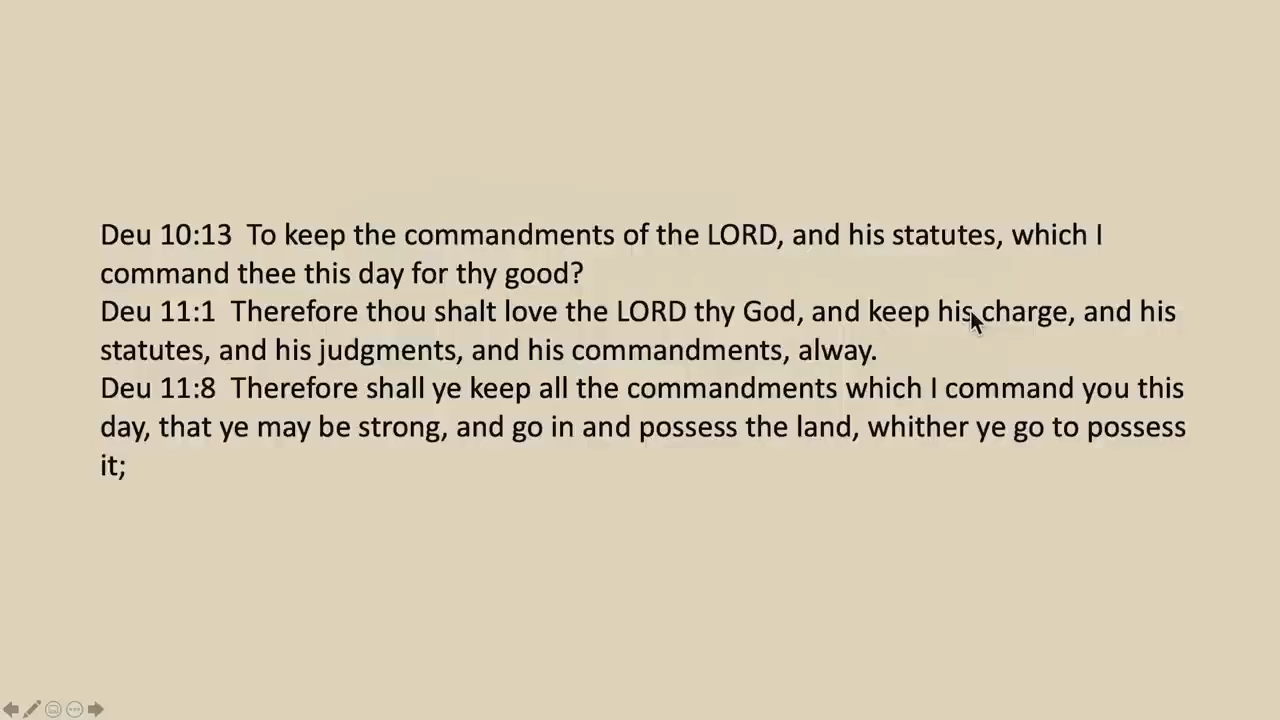 Deu 10:13  To keep the commandments of the LORD, and his statutes, which I
command thee this day for thy good?
Deu 11:1  Therefore thou shalt love the LORD thy God, and keep his charge, and his
statutes, and his judgments, and his commandments, alway.
Deu 11:8  Therefore shall ye keep all the commandments which I command you this
day, that ye may be strong, and go in and possess the land, whither ye go to possess
it;